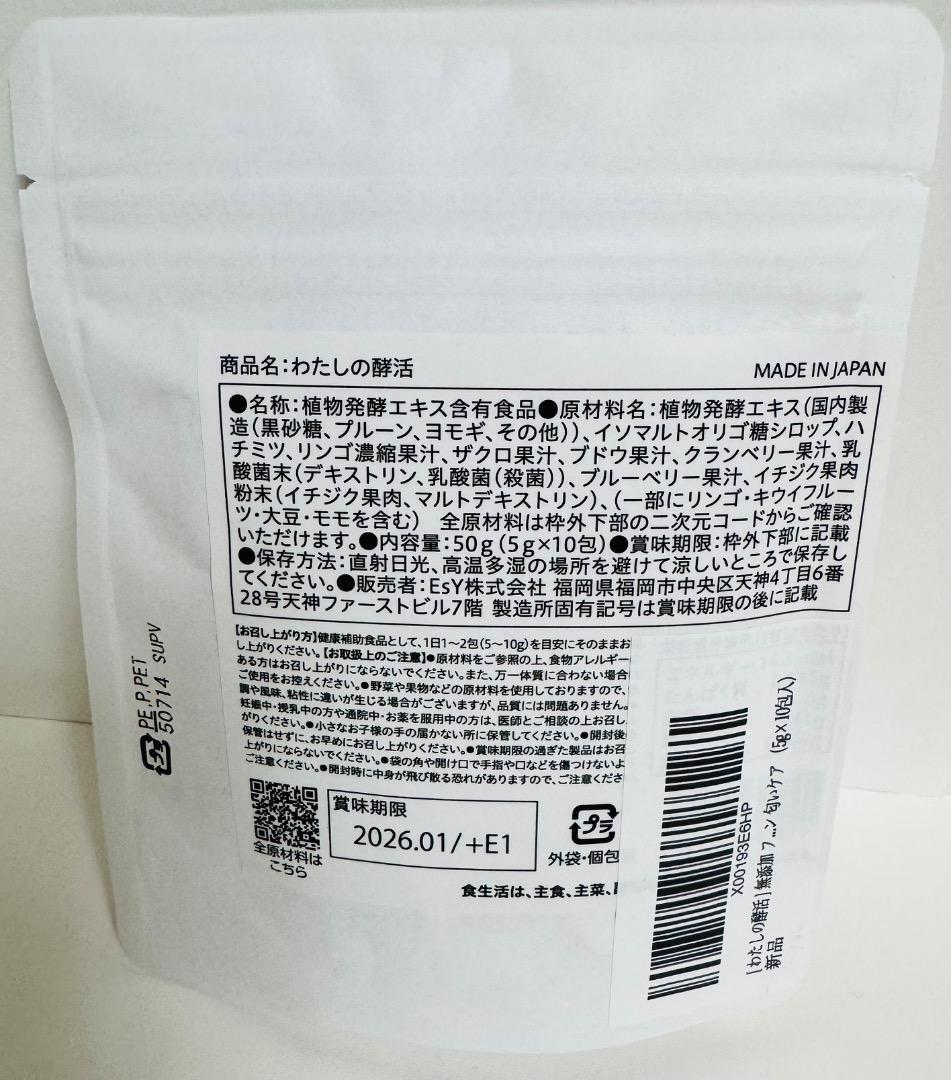 商品名:わたしの酵活
MADE IN JAPAN
●名称:植物発酵エキス含有食品●原材料名:植物発酵エキス(国内製
造(黒砂糖、プルーン、ヨモギ、その他))、イソマルトオリゴ糖シロップ、ハ
チミツ、リンゴ濃縮果汁、ザクロ果汁、ブドウ果汁、クランベリー果汁、乳
酸菌末(デキストリン、乳酸菌(殺菌))、ブルーベリー果汁、イチジク果肉
粉末(イチジク果肉、マルトデキストリン)、(一部にリンゴ・キウイフルー
ツ・大豆・モモを含む) 全原材料は枠外下部の二次元コードからご確認
いただけます。●内容量:50g(5g×10包)●賞味期限:枠外下部に記載
●保存方法:直射日光、高温多湿の場所を避けて涼しいところで保存し
てください。●販売者:EsY株式会社 福岡県福岡市中央区天神4丁目6番
28号天神ファーストビル7階 製造所固有記号は賞味期限の後に記載
【お召し上がり方】健康補助食品として、1日1~2包(5~10g)を目安にそのままお
し上がりください。【お取扱上のご注意】●原材料をご参照の上、食物アレルギー
ある方はお召し上がりにならないでください。また、万一体質に合わない場合
ご使用をお控えください。●野菜や果物などの原材料を使用しておりますので、
調や風味、粘性に違いが生じる場合がございますが、品質には問題ありません。
妊娠中・授乳中の方や通院中・お薬を服用中の方は、医師とご相談の上お召し
がりください。●小さなお子様の手の届かない所に保管してください。●開封後
保管はせずに、お早めにお召し上がりください。●賞味期限の過ぎた製品はお召
上がりにならないでください。●袋の角や開け口で手指や口などを傷つけないよ
ご注意ください。●開封時に中身が飛び散る恐れがありますので、ご注意くださ
全原材料は
こちら
賞味期限
2026.01/+E1
プラ
外袋・個包
食生活は、主食、主菜、
プラ
PE,P,PET
50714 SUPV
X00193E6HP
[わたしの酵活]無添加 フ...ン 匂いケア (5g×10包入)
新品